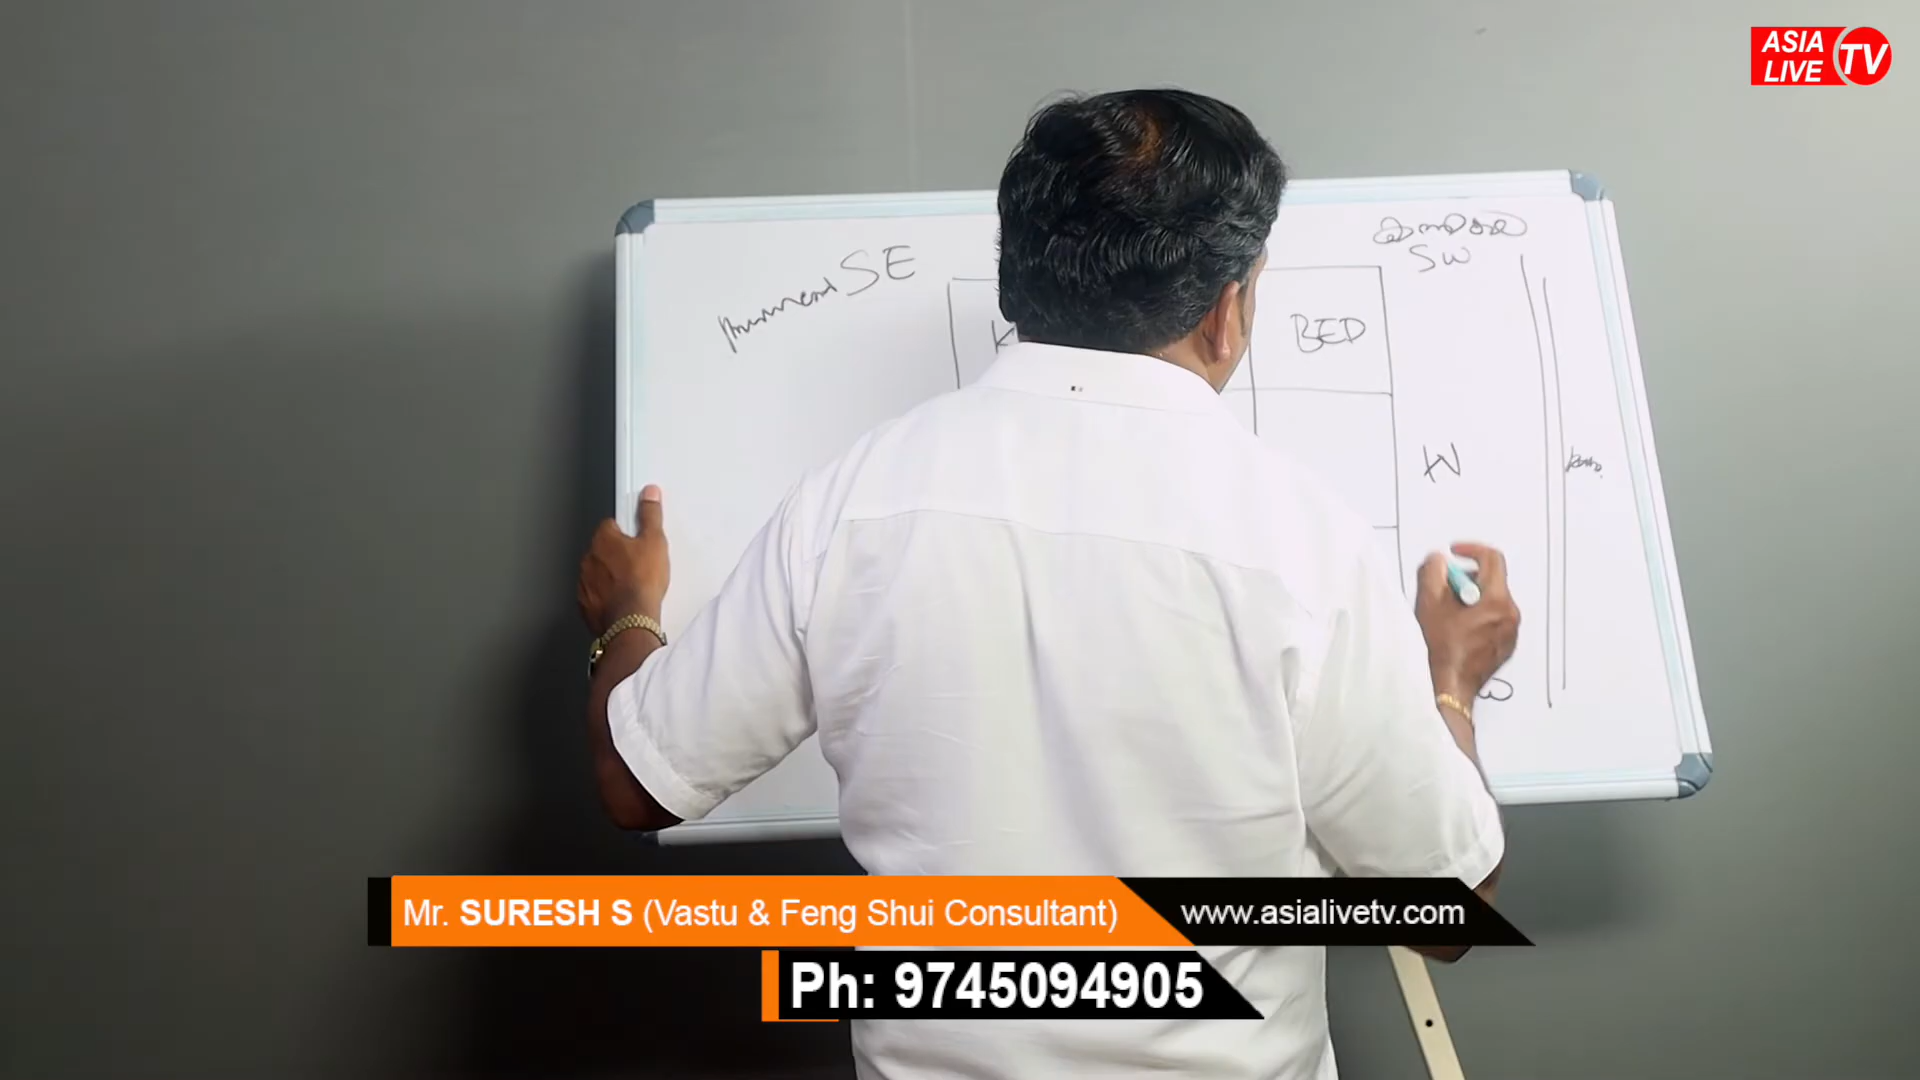 ASIA
LIVE TV
SE
SW
K
BED
W
Mr. SURESH S (Vastu & Feng Shui Consultant)
www.asialivetv.com
Ph: 9745094905